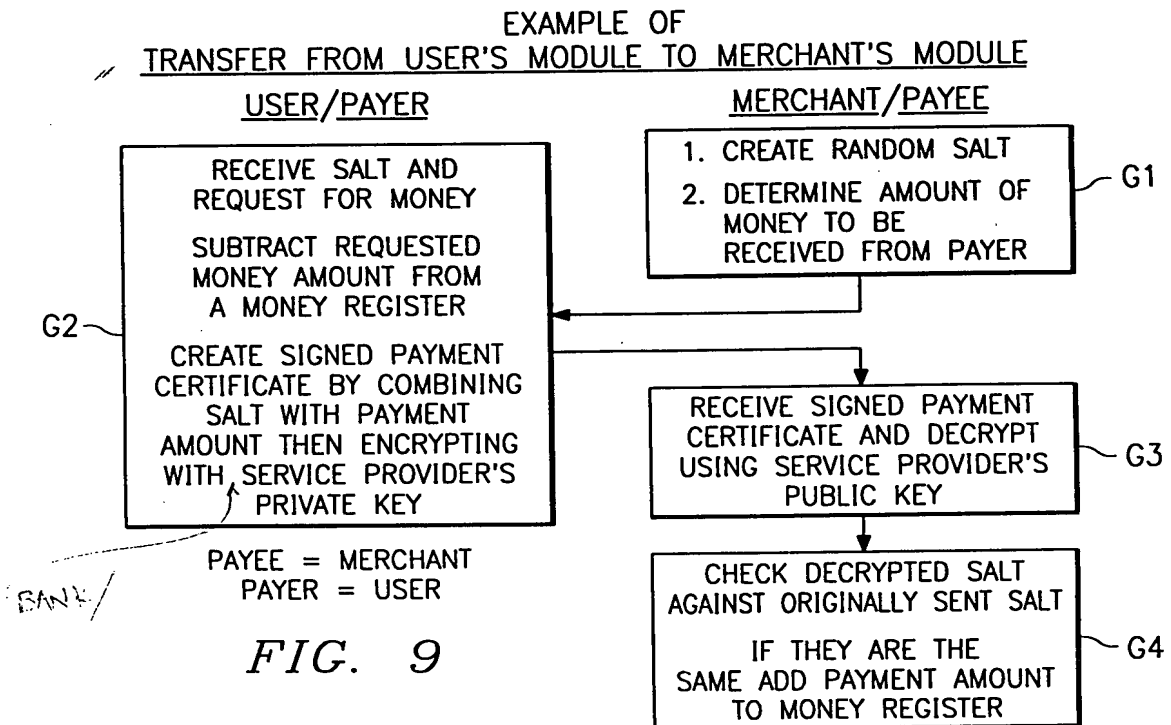 EXAMPLE OF
TRANSFER FROM USER'S MODULE TO MERCHANT'S MODULE
USER/PAYER
RECEIVE SALT AND
REQUEST FOR MONEY
SUBTRACT REQUESTED
MONEY AMOUNT FROM
A MONEY REGISTER
CREATE SIGNED PAYMENT
CERTIFICATE BY COMBINING
SALT WITH PAYMENT
AMOUNT THEN ENCRYPTING
WITH SERVICE PROVIDER'S
PRIVATE KEY
G2
BANK/
PAYEE = MERCHANT
PAYER = USER
FIG. 9
MERCHANT/PAYEE
1. CREATE RANDOM SALT
2. DETERMINE AMOUNT OF
MONEY TO BE
RECEIVED FROM PAYER
G1
RECEIVE SIGNED PAYMENT
CERTIFICATE AND DECRYPT
USING SERVICE PROVIDER'S
PUBLIC KEY
G3
CHECK DECRYPTED SALT
AGAINST ORIGINALLY SENT SALT
IF THEY ARE THE
SAME ADD PAYMENT AMOUNT
TO MONEY REGISTER
G4